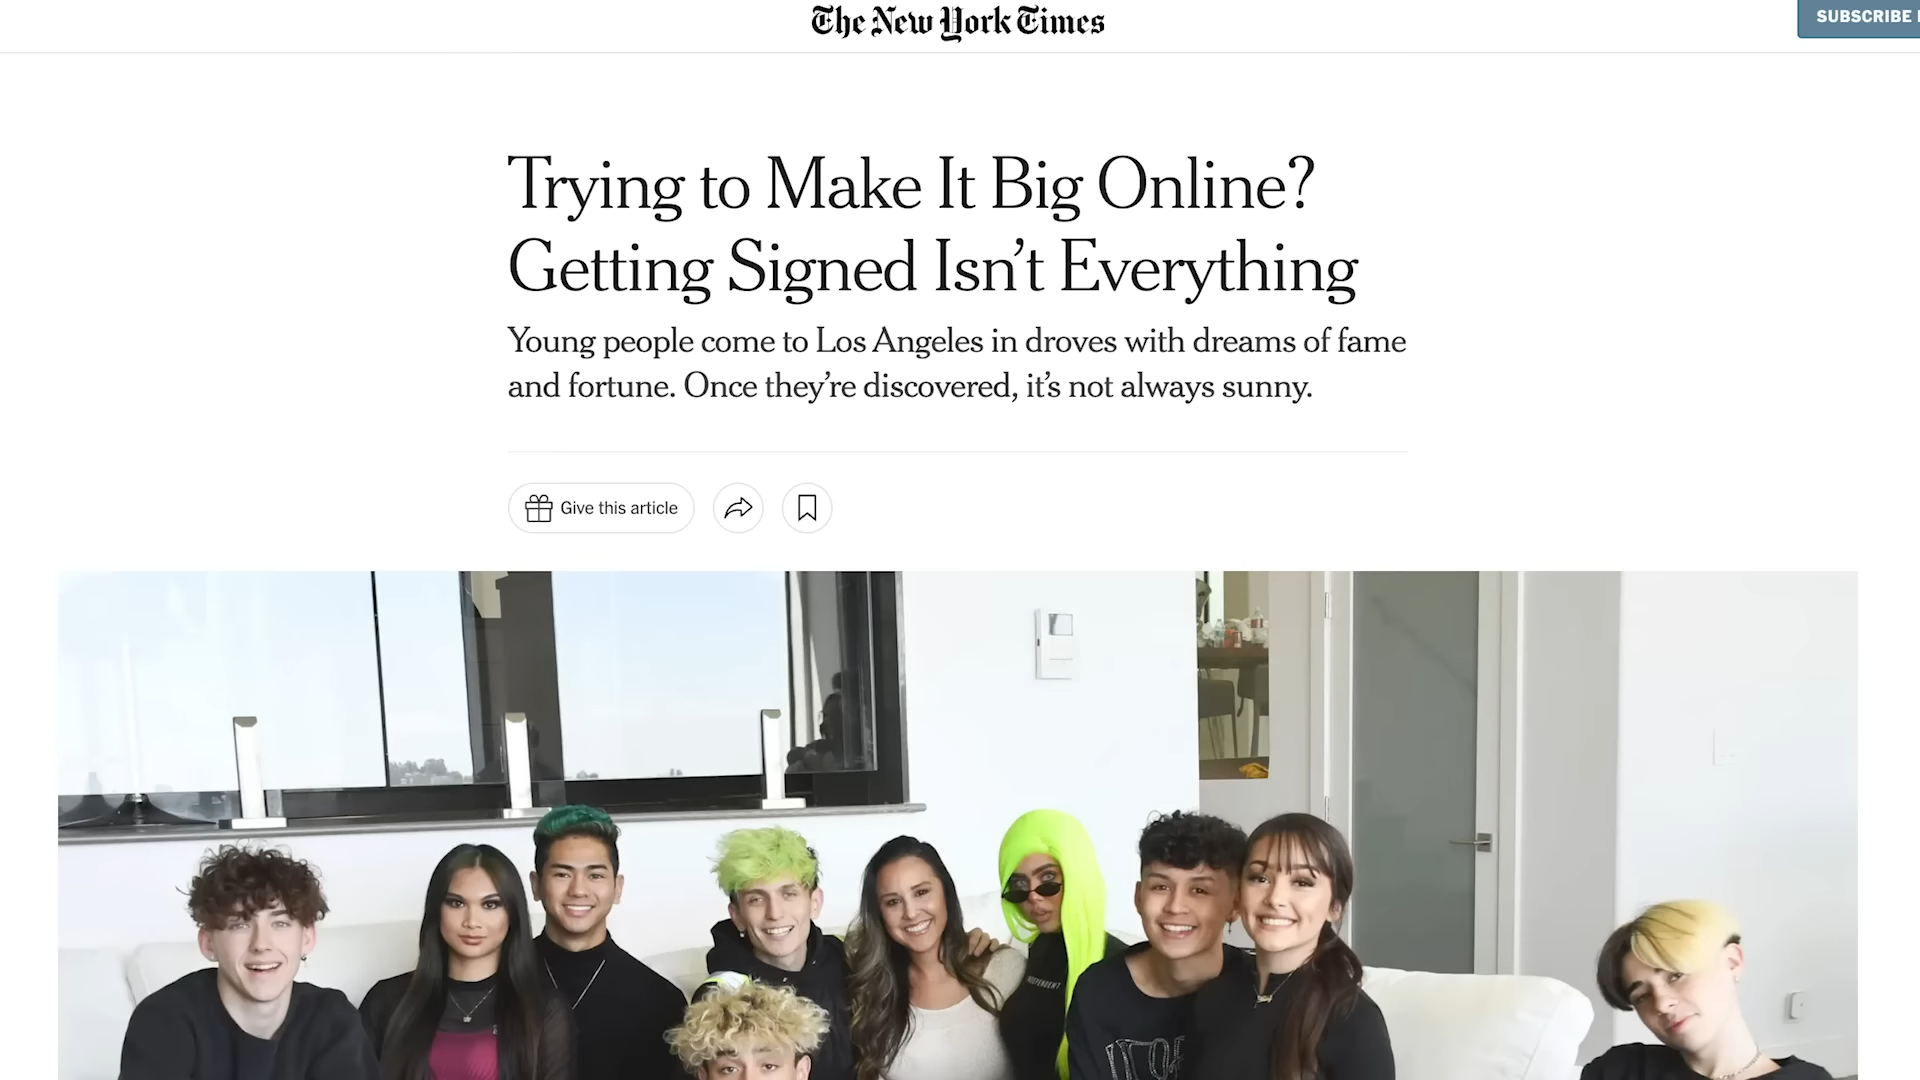 The New York Times
SUBSCRIBE
Trying to Make It Big Online?
Getting Signed Isn’t Everything
Young people come to Los Angeles in droves with dreams of fame
and fortune. Once they’re discovered, it’s not always sunny.
Give this article
INDEPENDENT